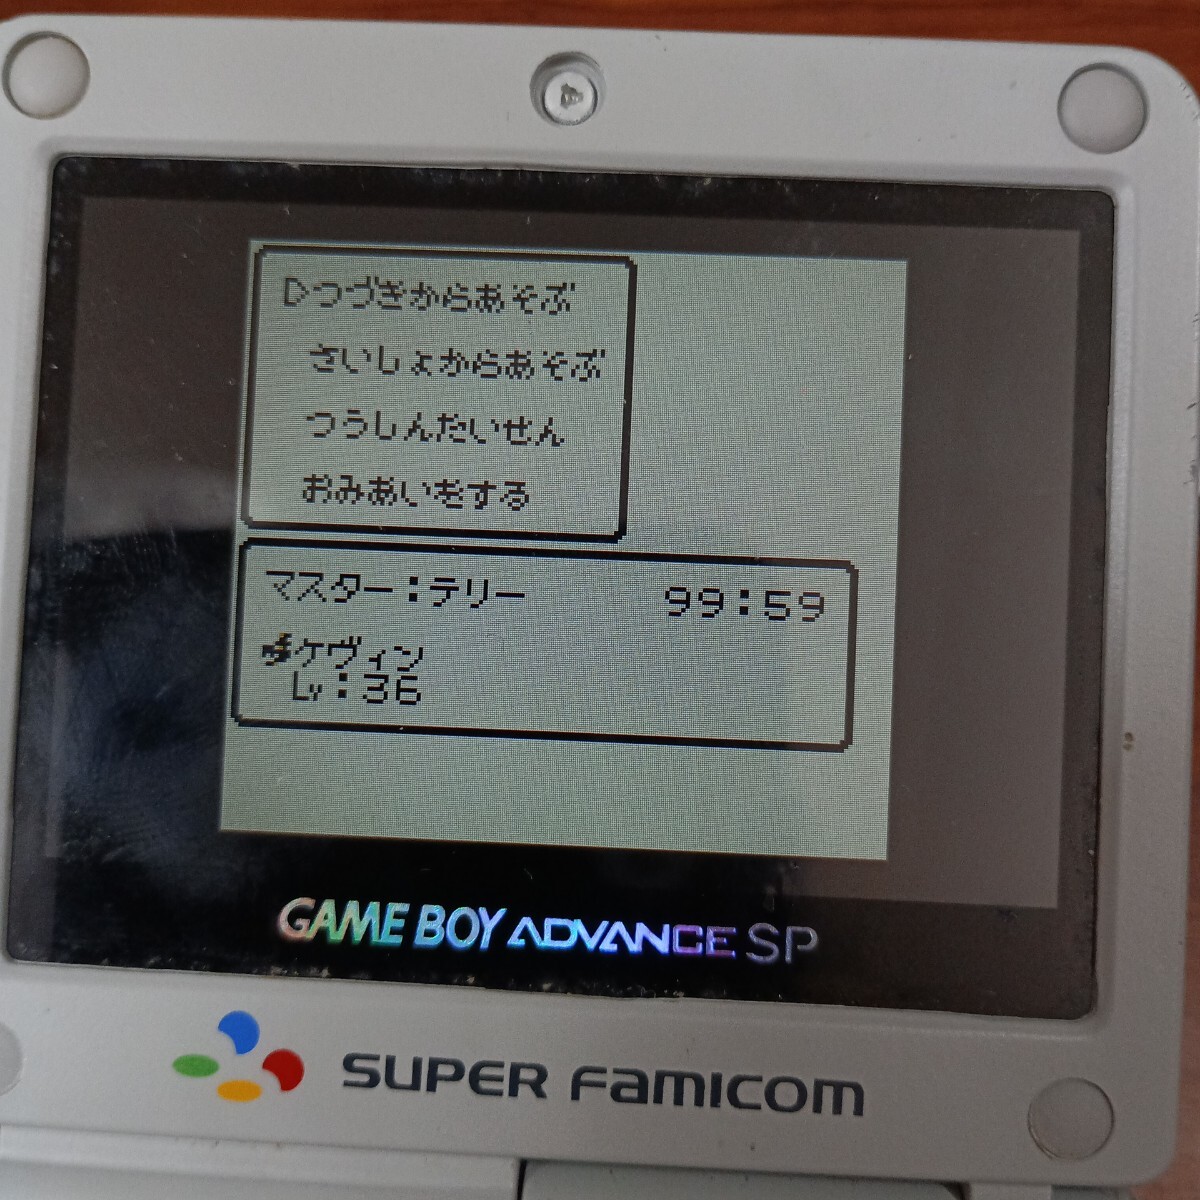 ▷つづきからあそぶ
さいしょからあそぶ
つうしんたいせん
おみあいをする
マスター:テリー 99:59
ケヴィン
Lv:36
GAME BOY ADVANCE SP
SUPER FAMICOM